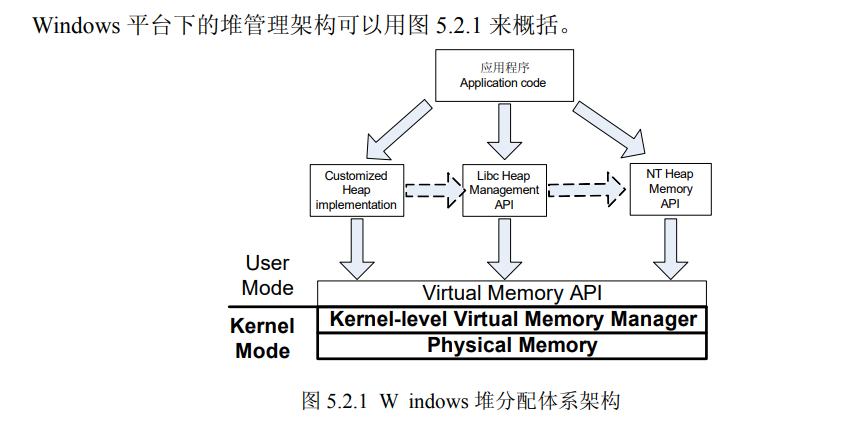 Windows 平台下的堆管理架构可以用图 5.2.1 来概括。
应用程序
Application code
Customized
Heap
implementation
Libc Heap
Management
API
NT Heap
Memory
API
User
Mode
Virtual Memory API
Kernel
Mode
Kernel-level Virtual Memory Manager
Physical Memory
图 5.2.1 W indows 堆分配体系架构